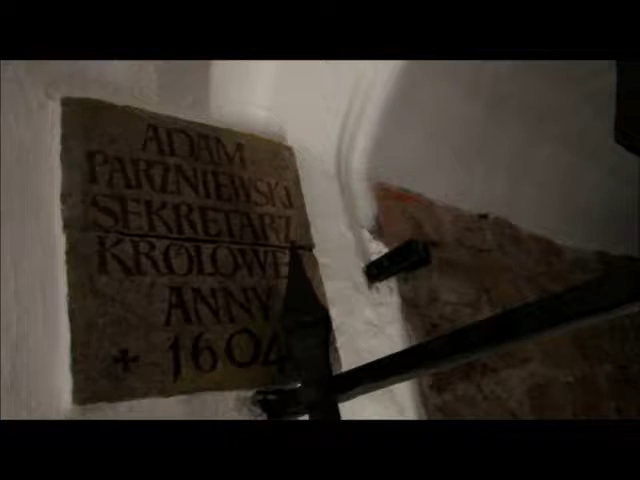 ADAM
PARZNIEWSKI
SEKRETARZ
KRÓLOWEJ
ANNY
+ 1604